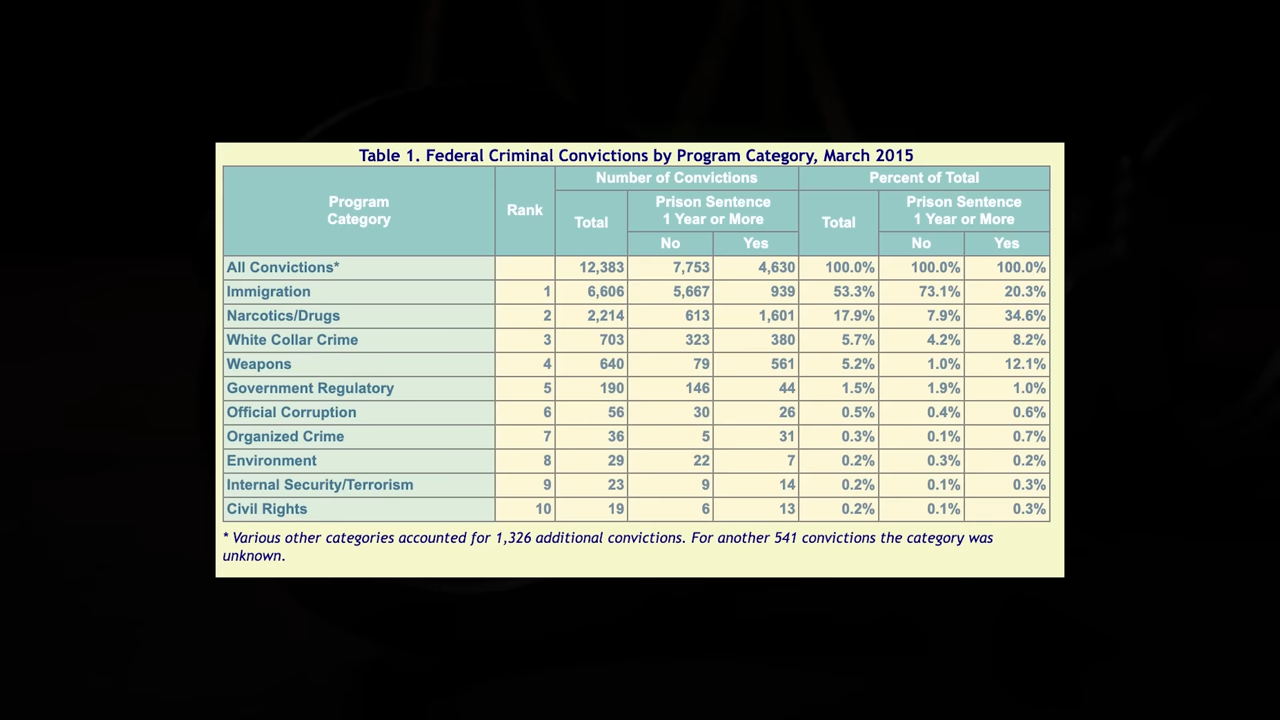 Table 1. Federal Criminal Convictions by Program Category, March 2015
Program Category Rank Number of Convictions Percent of Total
Total Prison Sentence 1 Year or More Total Prison Sentence 1 Year or More
No Yes No Yes
All Convictions* 12,383 7,753 4,630 100.0% 100.0% 100.0%
Immigration 1 6,606 5,667 939 53.3% 73.1% 20.3%
Narcotics/Drugs 2 2,214 613 1,601 17.9% 7.9% 34.6%
White Collar Crime 3 703 323 380 5.7% 4.2% 8.2%
Weapons 4 640 79 561 5.2% 1.0% 12.1%
Government Regulatory 5 190 146 44 1.5% 1.9% 1.0%
Official Corruption 6 56 30 26 0.5% 0.4% 0.6%
Organized Crime 7 36 5 31 0.3% 0.1% 0.7%
Environment 8 29 22 7 0.2% 0.3% 0.2%
Internal Security/Terrorism 9 23 9 14 0.2% 0.1% 0.3%
Civil Rights 10 19 6 13 0.2% 0.1% 0.3%
* Various other categories accounted for 1,326 additional convictions. For another 541 convictions the category was
unknown.